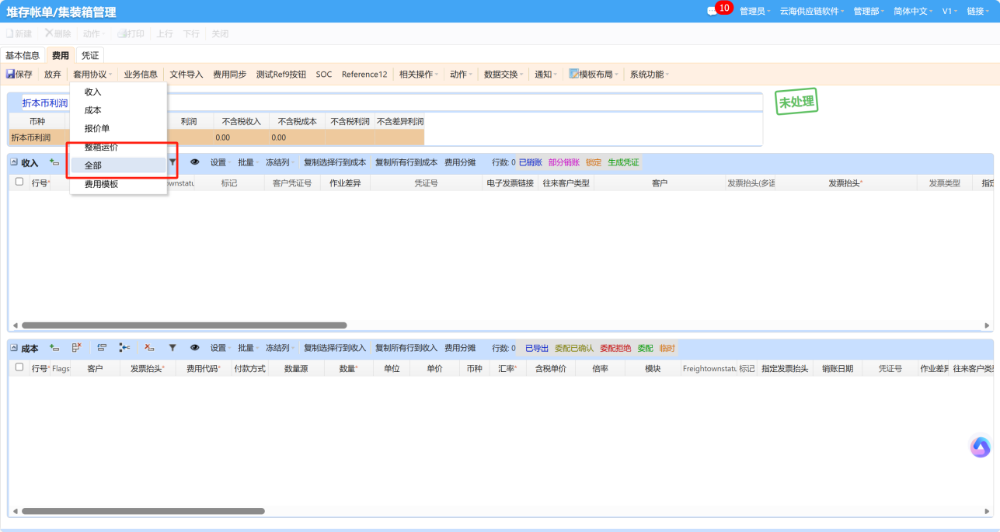 堆存帐单/集装箱管理 10 管理员 云海供应链软件 管理部 简体中文 V1 链接
新建 删除 动作 打印 上行 下行 关闭
基本信息 费用 凭证
保存 放弃 套用协议 业务信息 文件导入 费用同步 测试Ref9按钮 SOC Reference12 相关操作 动作 数据交换 通知 模板布局 系统功能
收入
成本
报价单
整箱运价
全部
费用模板
折本币利润
未处理
币种 利润 不含税收入 不含税成本 不含税利润 不含差异利润
折本币利润 0.00 0.00
收入 设置 批量 冻结列 复制选择行到成本 复制所有行到成本 费用分摊 行数: 0 已销账 部分销账 锁定 生成凭证
行号* ownstatu 标记 客户凭证号 作业差异 凭证号 电子发票链接 往来客户类型 客户 发票抬头(多语 发票抬头* 发票类型 指定
成本 设置 批量 冻结列 复制选择行到收入 复制所有行到收入 费用分摊 行数: 0 已导出 委配已确认 委配拒绝 委配 临时
行号* Flags 客户 发票抬头* 费用代码* 付款方式 数量源 数量* 单位 单价 币种 汇率* 含税单价 倍率 模块 Freightownstatu 标记 指定发票抬头 销账日期 凭证号 作业差异 往来客户类型